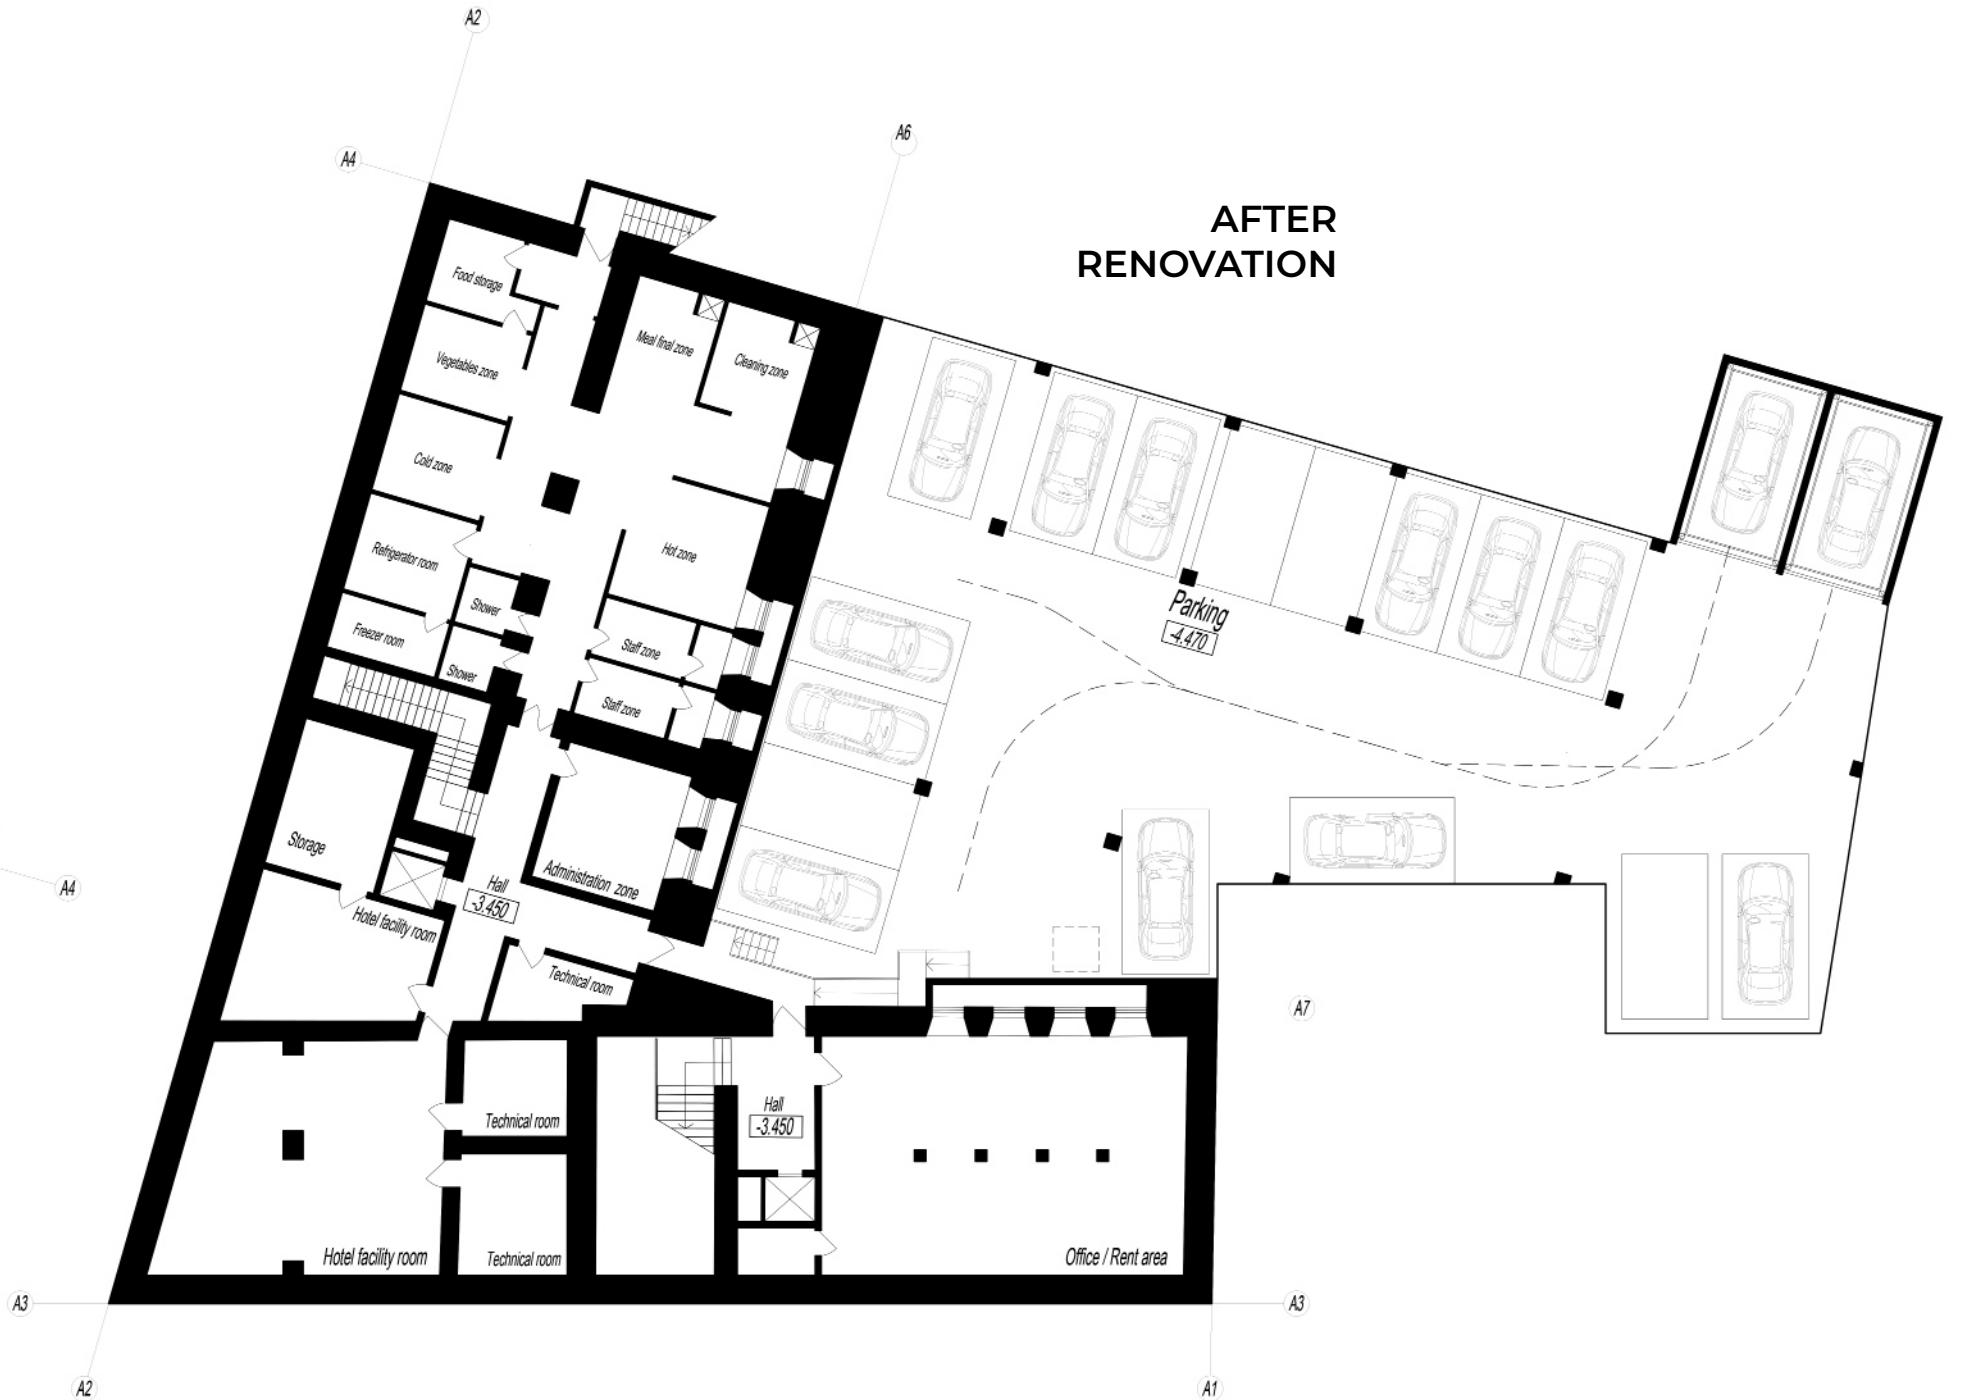 A2
A6
A4
AFTER
RENOVATION
Food storage
Meal final zone
Cleaning zone
Vegetables zone
Cold zone
Hot zone
Refrigerator room
Shower
Parking
-4.470
Freezer room
Staff zone
Shower
Staff zone
Storage
Administration zone
A4
Hall
-3.450
Hotel facility room
Technical room
A7
Hall
-3.450
Technical room
Hotel facility room
Technical room
Office / Rent area
A3
A3
A2
A1